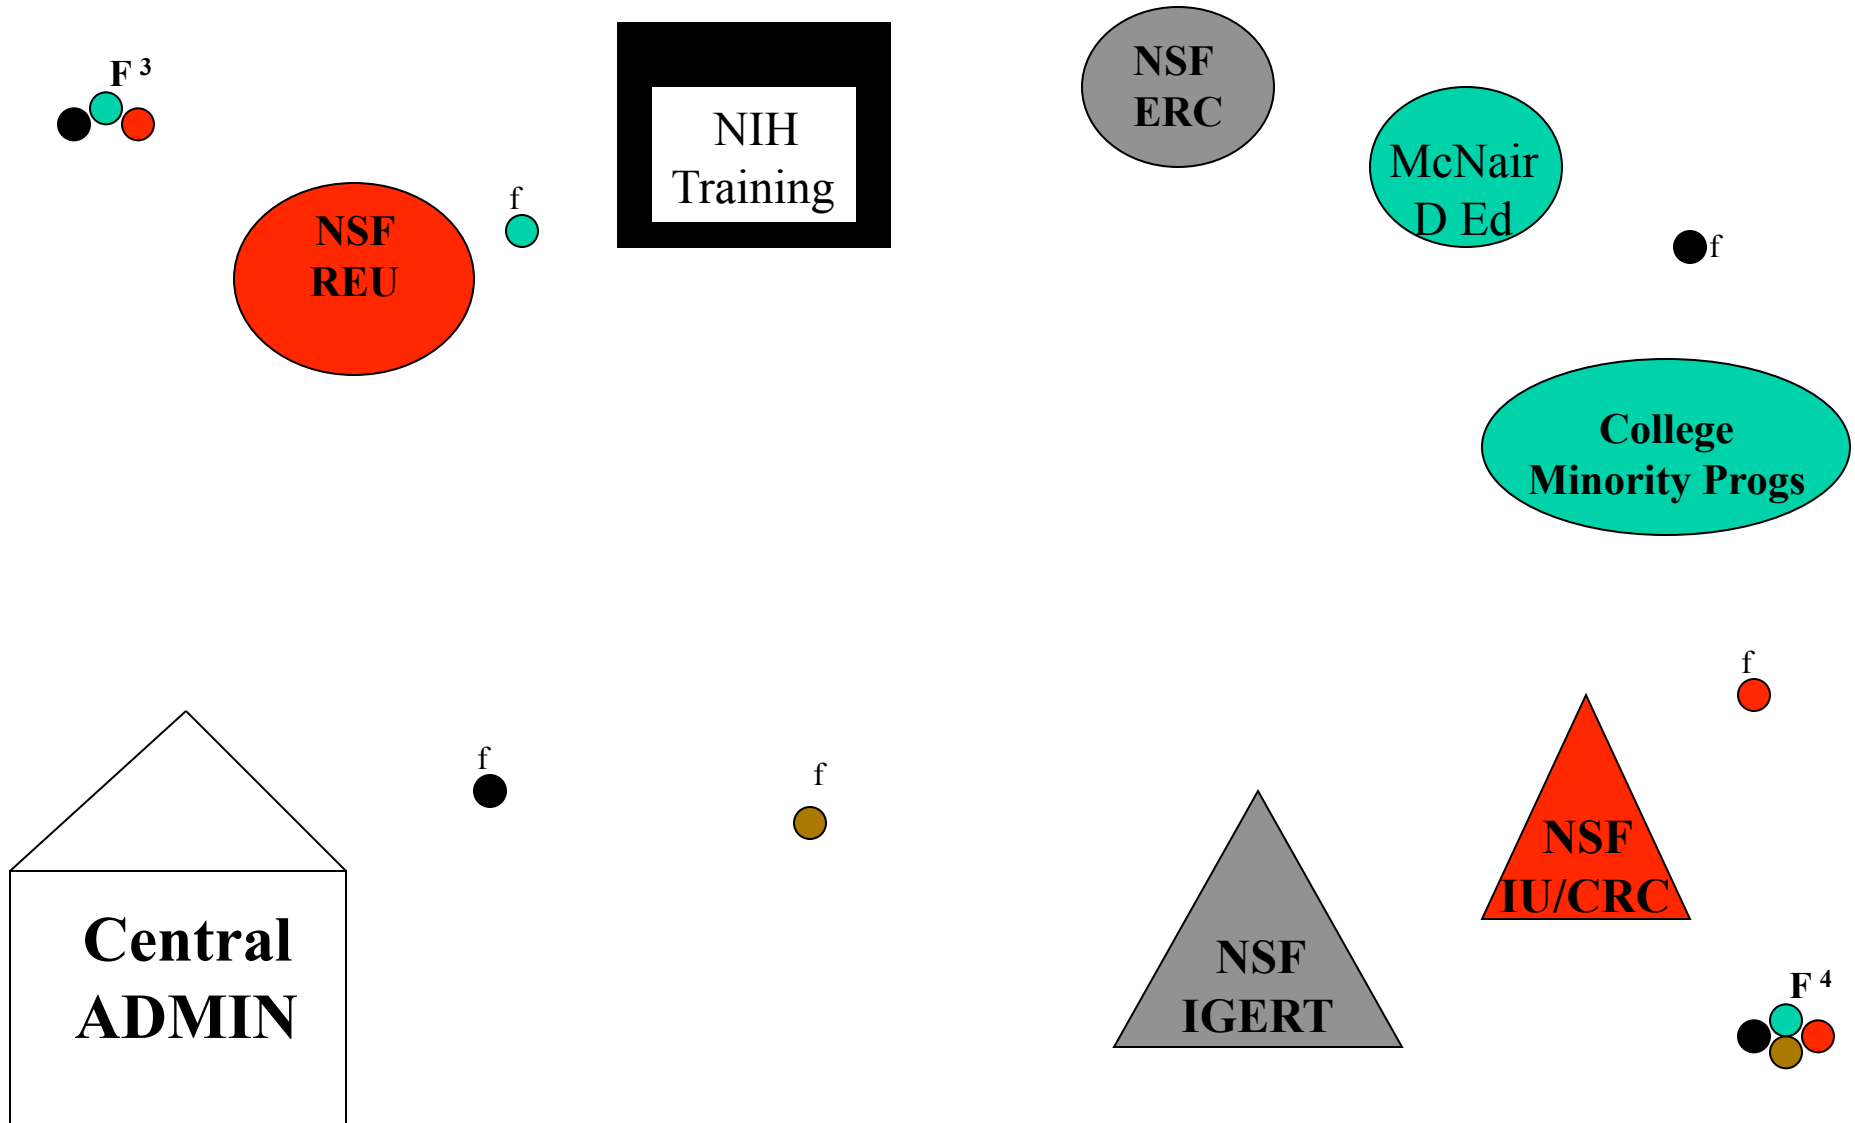 F 3
NIH
Training
NSF
ERC
McNair
D Ed
f
NSF
REU
f
College
Minority Progs
f
f
f
Central
ADMIN
NSF
IU/CRC
NSF
IGERT
F 4